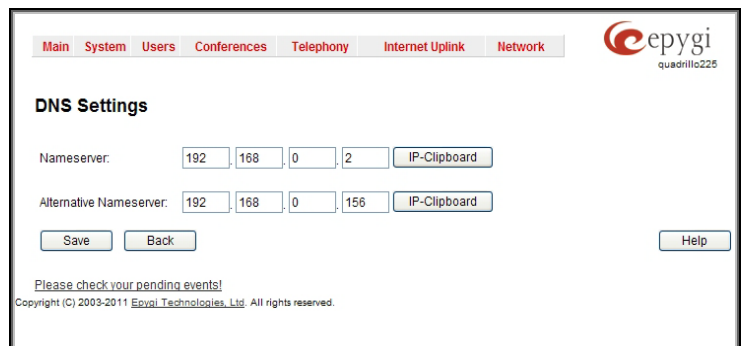 epygi
quadrillo225
Main System Users Conferences Telephony Internet Uplink Network
DNS Settings
Nameserver: 192 . 168 . 0 . 2 IP-Clipboard
Alternative Nameserver: 192 . 168 . 0 . 156 IP-Clipboard
Save Back Help
Please check your pending events!
Copyright (C) 2003-2011 Epygi Technologies, Ltd. All rights reserved.